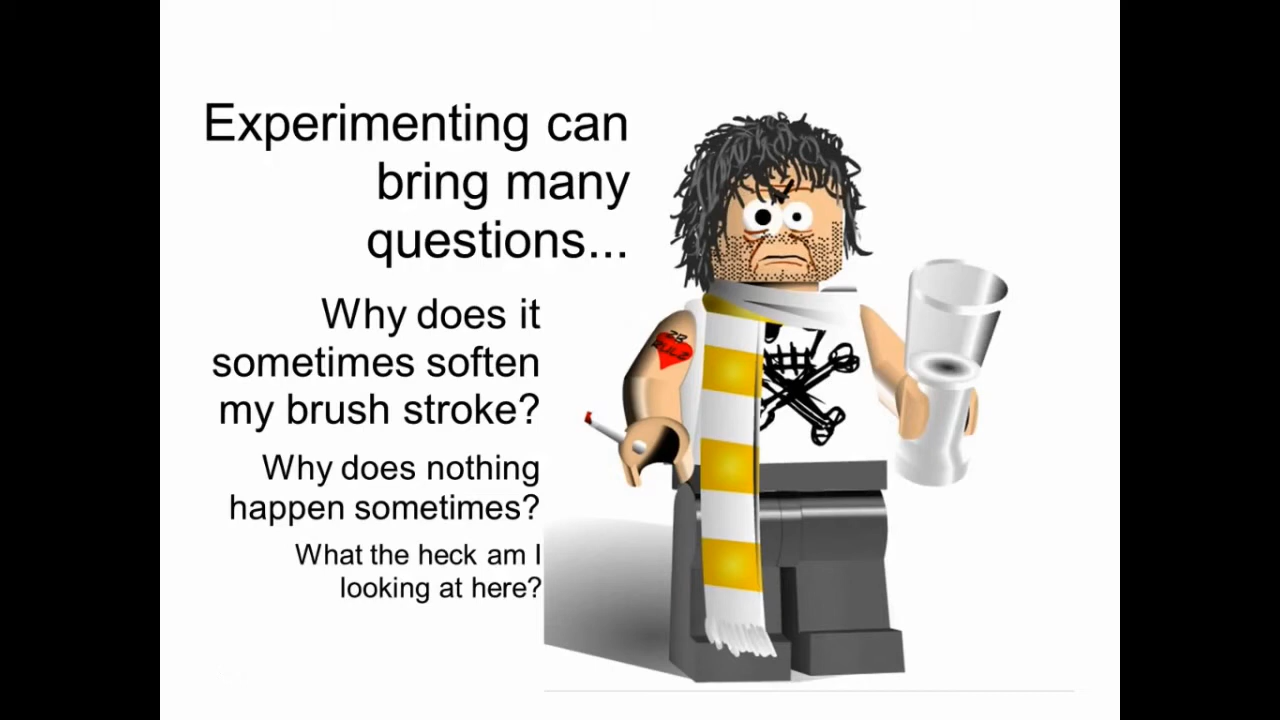 Experimenting can
bring many
questions...
Why does it
sometimes soften
my brush stroke?
Why does nothing
happen sometimes?
What the heck am I
looking at here?